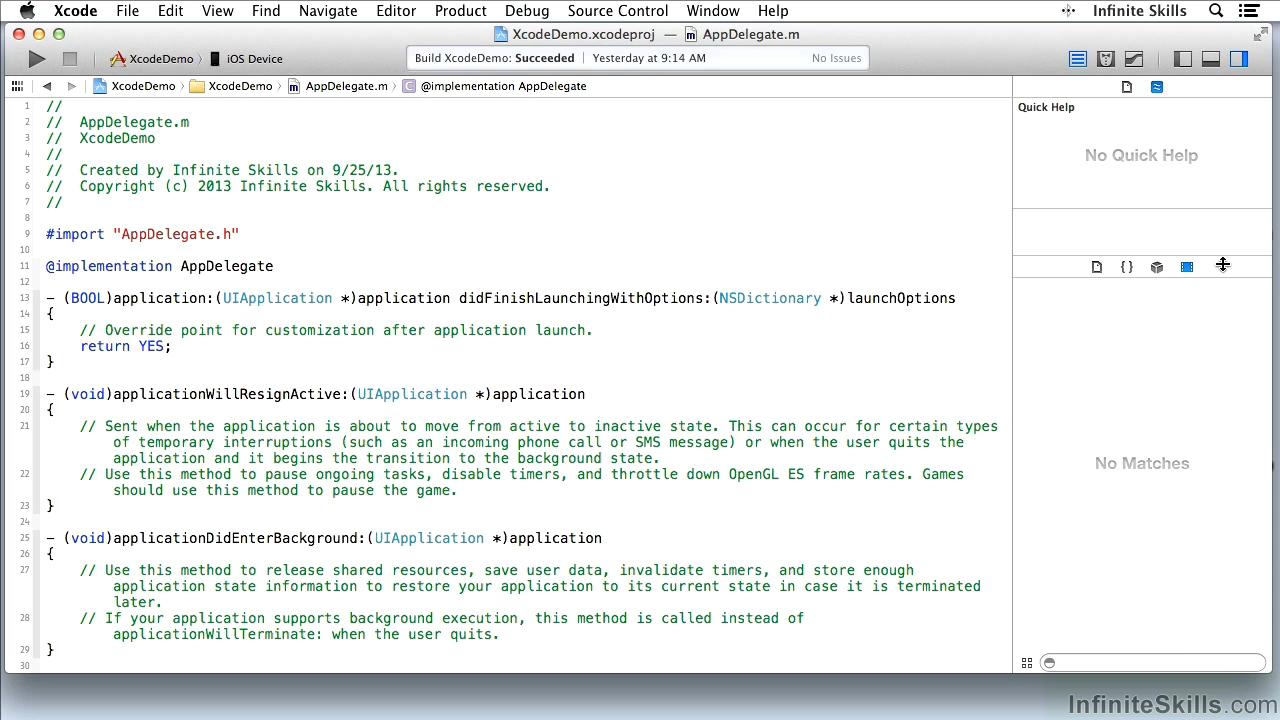 Xcode File Edit View Find Navigate Editor Product Debug Source Control Window Help Infinite Skills
XcodeDemo.xcodeproj — AppDelegate.m
XcodeDemo iOS Device Build XcodeDemo: Succeeded Yesterday at 9:14 AM No Issues
XcodeDemo XcodeDemo AppDelegate.m C @implementation AppDelegate
Quick Help
No Quick Help
1 //
2 //  AppDelegate.m
3 //  XcodeDemo
4 //
5 //  Created by Infinite Skills on 9/25/13.
6 //  Copyright (c) 2013 Infinite Skills. All rights reserved.
7 //
8
9 #import "AppDelegate.h"
10
11 @implementation AppDelegate
12
13 - (BOOL)application:(UIApplication *)application didFinishLaunchingWithOptions:(NSDictionary *)launchOptions
14 {
15     // Override point for customization after application launch.
16     return YES;
17 }
18
19 - (void)applicationWillResignActive:(UIApplication *)application
20 {
21     // Sent when the application is about to move from active to inactive state. This can occur for certain types
of temporary interruptions (such as an incoming phone call or SMS message) or when the user quits the
application and it begins the transition to the background state.
22     // Use this method to pause ongoing tasks, disable timers, and throttle down OpenGL ES frame rates. Games
should use this method to pause the game.
23 }
24
25 - (void)applicationDidEnterBackground:(UIApplication *)application
26 {
27     // Use this method to release shared resources, save user data, invalidate timers, and store enough
application state information to restore your application to its current state in case it is terminated
later.
28     // If your application supports background execution, this method is called instead of
applicationWillTerminate: when the user quits.
29 }
30
{ }
No Matches
InfiniteSkills.com